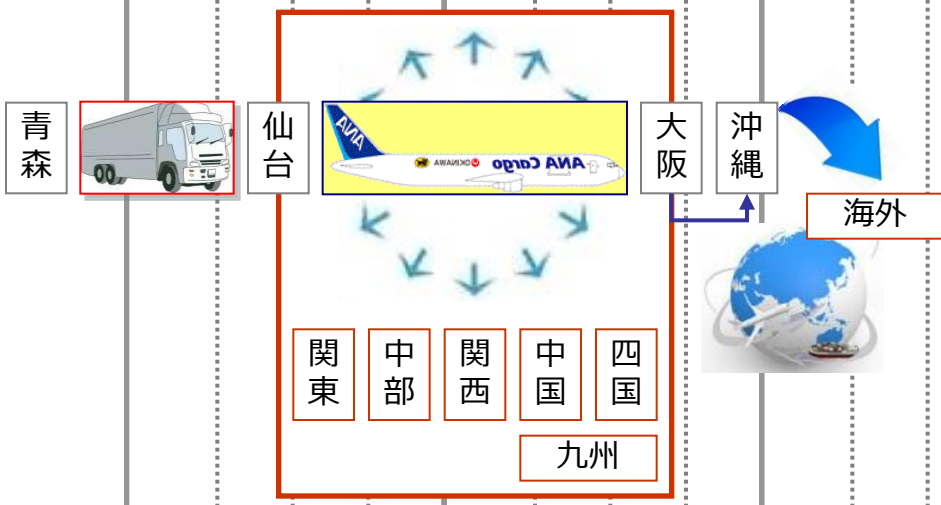 青森
仙台
ANA
ANA Cargo
OKINAWA
大阪
沖縄
海外
関東
中部
関西
中国
四国
九州